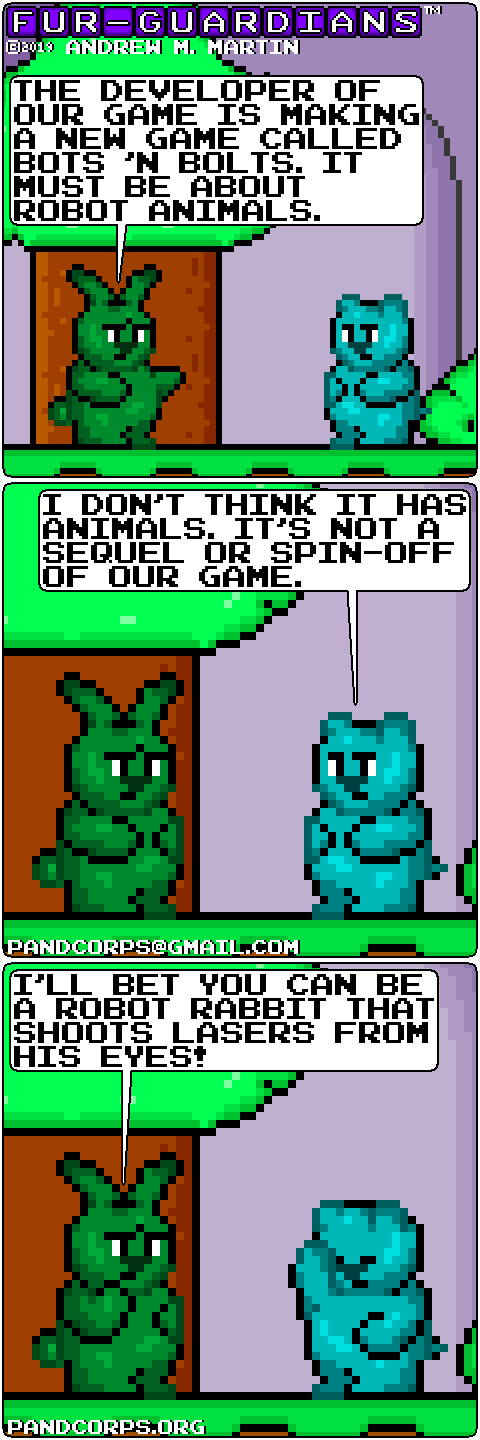 FUR-GUARDIANS™
©2019 ANDREW M. MARTIN
THE DEVELOPER OF
OUR GAME IS MAKING
A NEW GAME CALLED
BOTS 'N BOLTS. IT
MUST BE ABOUT
ROBOT ANIMALS.
I DON'T THINK IT HAS
ANIMALS. IT'S NOT A
SEQUEL OR SPIN-OFF
OF OUR GAME.
PANDCORPS@GMAIL.COM
I'LL BET YOU CAN BE
A ROBOT RABBIT THAT
SHOOTS LASERS FROM
HIS EYES!
PANDCORPS.ORG